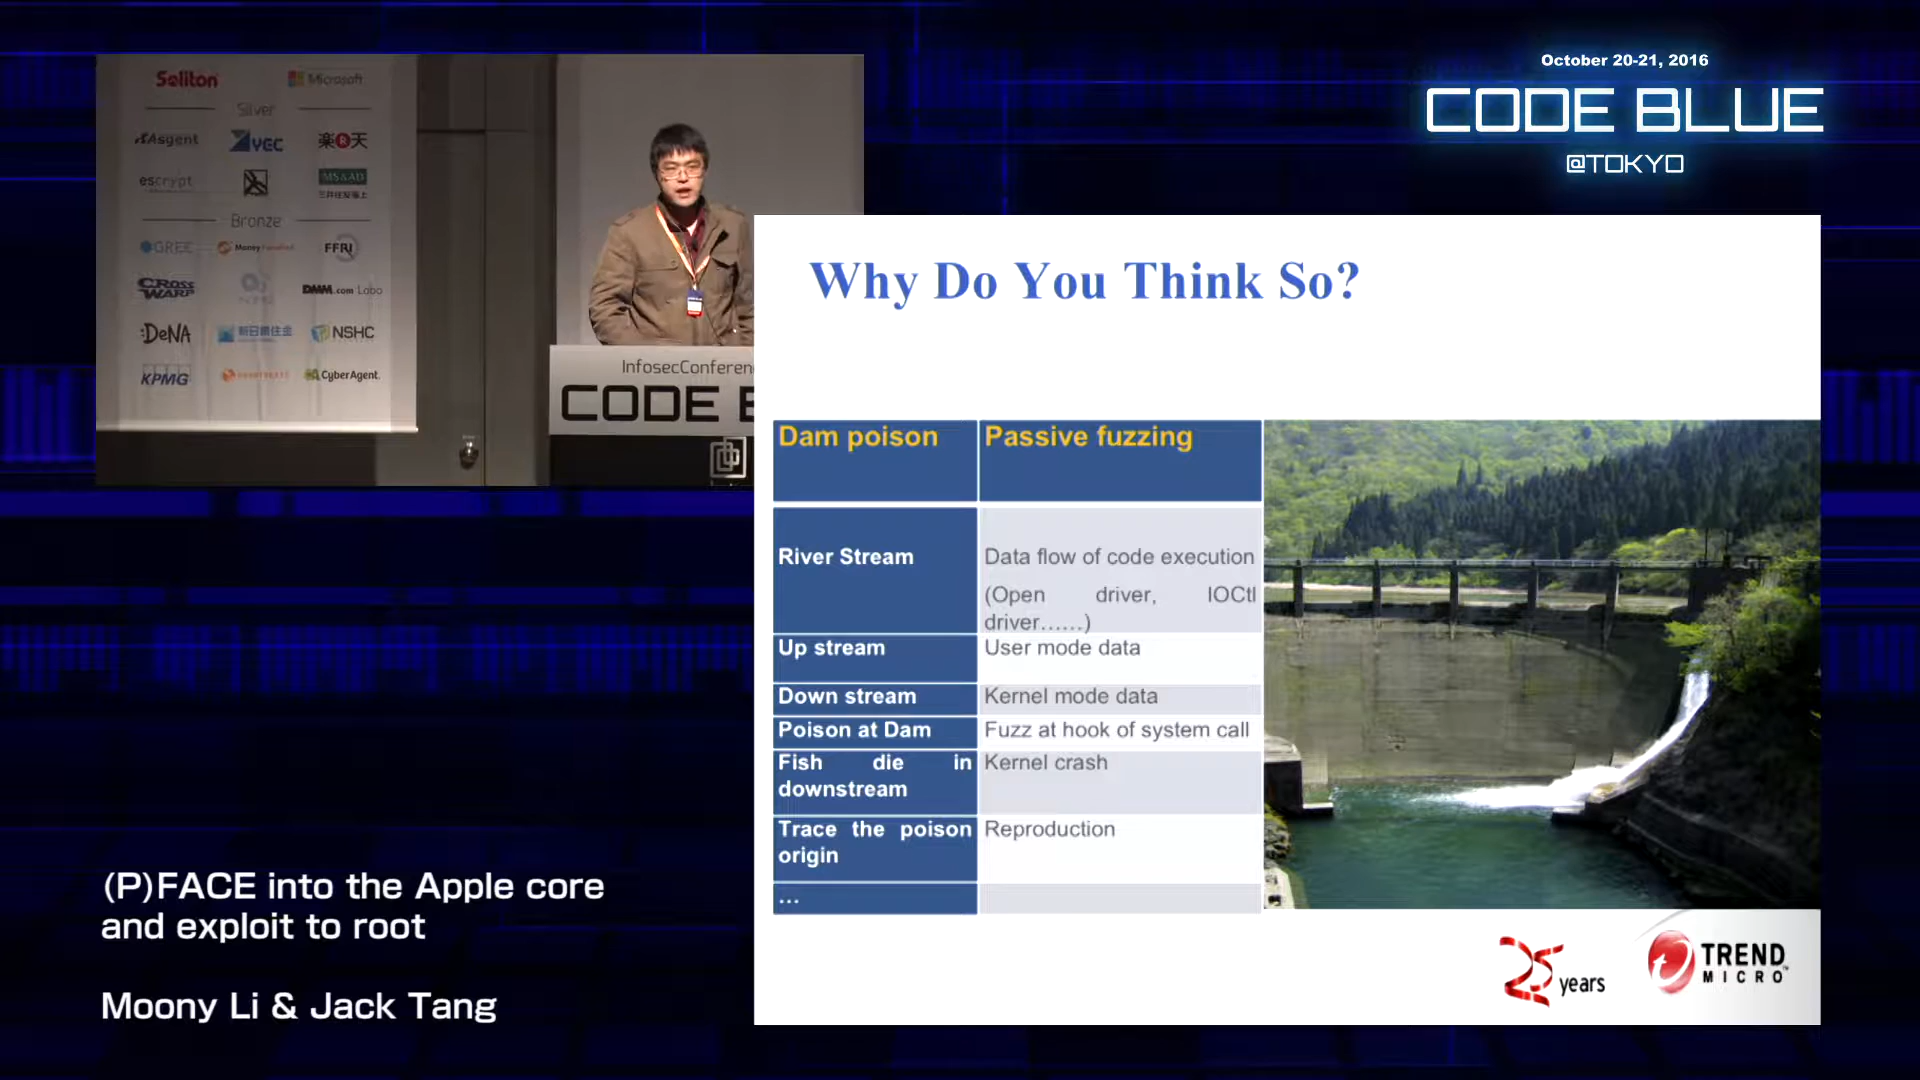 October 20-21, 2016
CODE BLUE
@TOKYO
Soliton
Microsoft
Silver
Asgent
YGC
楽天
escrypt
MS&AD
三井住友海上
Bronze
GREE
MoneyForward
FFRI
CROSS
WARP
DMM.com Labo
DeNA
新日鉄住金
NSHC
KPMG
CyberAgent
InfosecConferen
CODE B
Why Do You Think So?
Dam poison Passive fuzzing
River Stream Data flow of code execution
(Open driver, IOCtl
driver……)
Up stream User mode data
Down stream Kernel mode data
Poison at Dam Fuzz at hook of system call
Fish die in Kernel crash
downstream
Trace the poison Reproduction
origin
…
25 years
TREND
MICRO™
(P)FACE into the Apple core
and exploit to root
Moony Li & Jack Tang